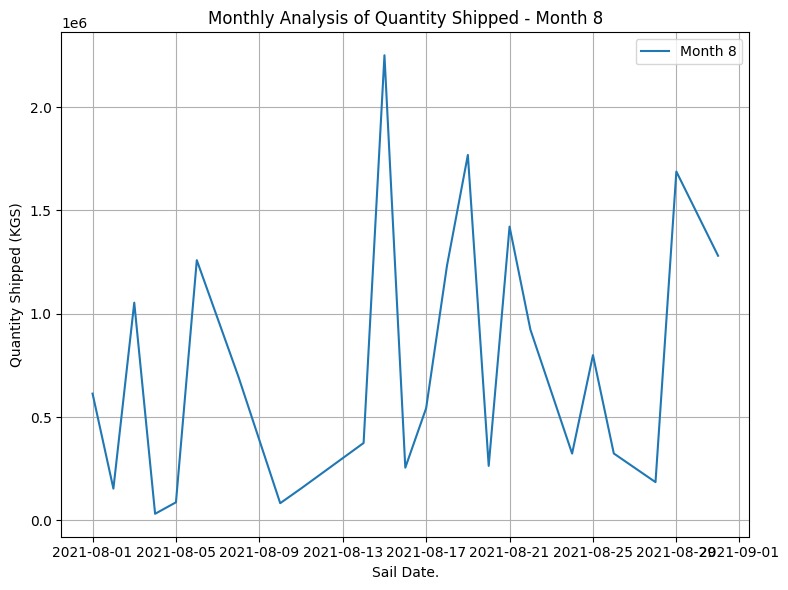 Monthly Analysis of Quantity Shipped - Month 8
1e6
Month 8
2.0
1.5
1.0
0.5
0.0
Quantity Shipped (KGS)
2021-08-01 2021-08-05 2021-08-09 2021-08-13 2021-08-17 2021-08-21 2021-08-25 2021-08-29 2021-09-01
Sail Date.